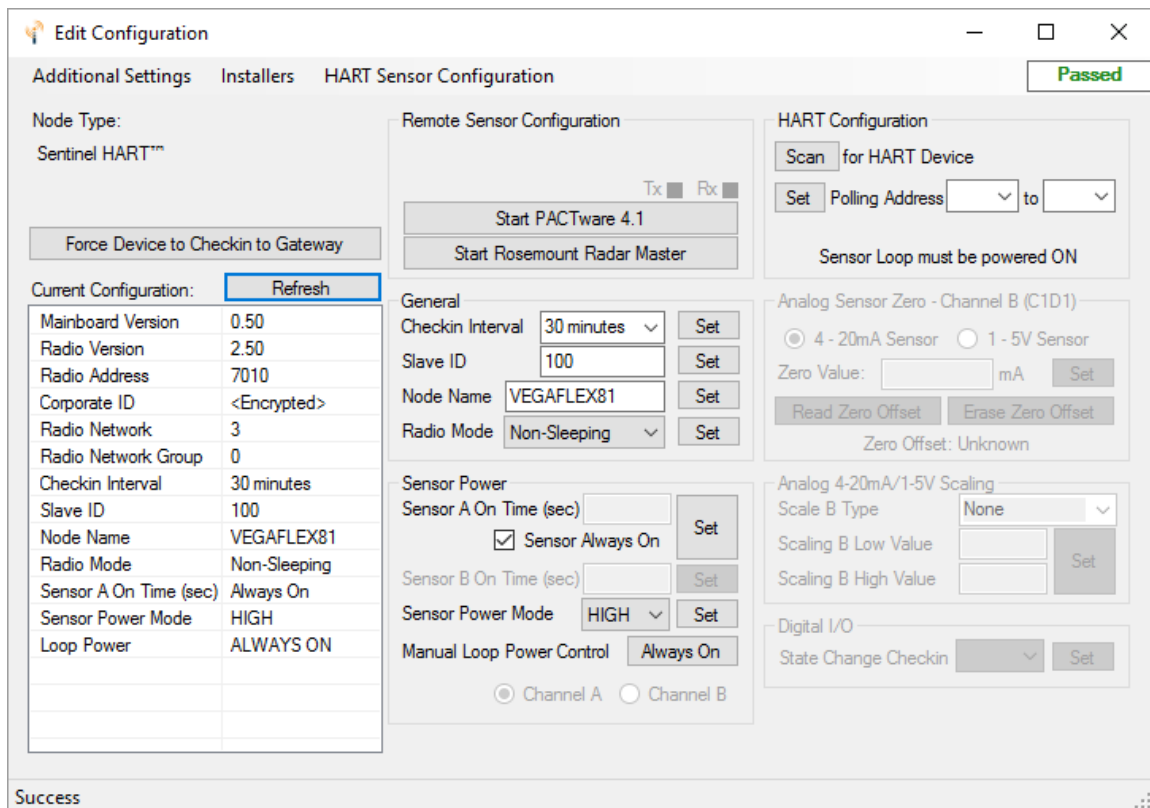 Edit Configuration
Additional Settings Installers HART Sensor Configuration
Passed
Node Type:
Sentinel HART™
Force Device to Checkin to Gateway
Current Configuration: Refresh
Mainboard Version 0.50
Radio Version 2.50
Radio Address 7010
Corporate ID <Encrypted>
Radio Network 3
Radio Network Group 0
Checkin Interval 30 minutes
Slave ID 100
Node Name VEGAFLEX81
Radio Mode Non-Sleeping
Sensor A On Time (sec) Always On
Sensor Power Mode HIGH
Loop Power ALWAYS ON
Remote Sensor Configuration
Tx Rx
Start PACTware 4.1
Start Rosemount Radar Master
General
Checkin Interval 30 minutes Set
Slave ID 100 Set
Node Name VEGAFLEX81 Set
Radio Mode Non-Sleeping Set
Sensor Power
Sensor A On Time (sec) Set
Sensor Always On
Sensor B On Time (sec) Set
Sensor Power Mode HIGH Set
Manual Loop Power Control Always On
Channel A Channel B
HART Configuration
Scan for HART Device
Set Polling Address to
Sensor Loop must be powered ON
Analog Sensor Zero - Channel B (C1D1)
4 - 20mA Sensor 1 - 5V Sensor
Zero Value: mA Set
Read Zero Offset Erase Zero Offset
Zero Offset: Unknown
Analog 4-20mA/1-5V Scaling
Scale B Type None
Scaling B Low Value
Set
Scaling B High Value
Digital I/O
State Change Checkin Set
Success